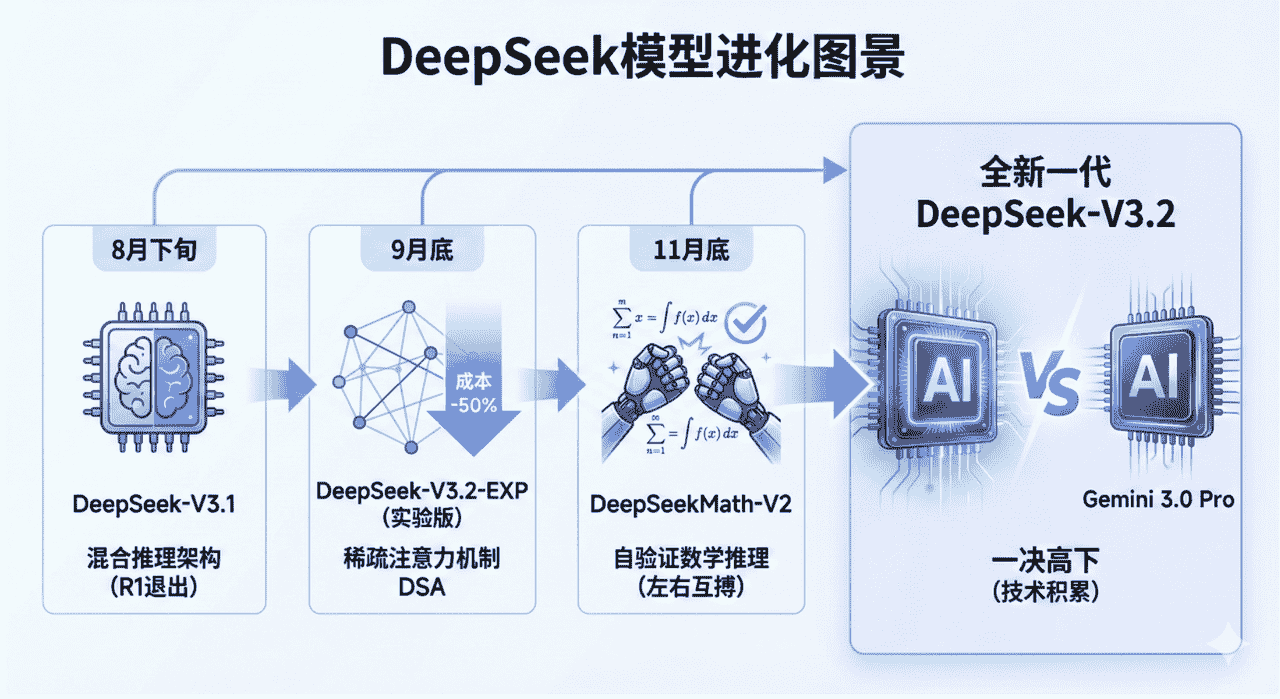 DeepSeek模型进化图景
8月下旬
DeepSeek-V3.1
混合推理架构
（R1退出）
9月底
成本
-50%
DeepSeek-V3.2-EXP
（实验版）
稀疏注意力机制
DSA
11月底
m
∑ x = ∫ f(x) dx
n=1
∞
∑ = ∫ f(x) dx
n=1
DeepSeekMath-V2
自验证数学推理
（左右互搏）
全新一代
DeepSeek-V3.2
AI
VS
AI
Gemini 3.0 Pro
一决高下
（技术积累）